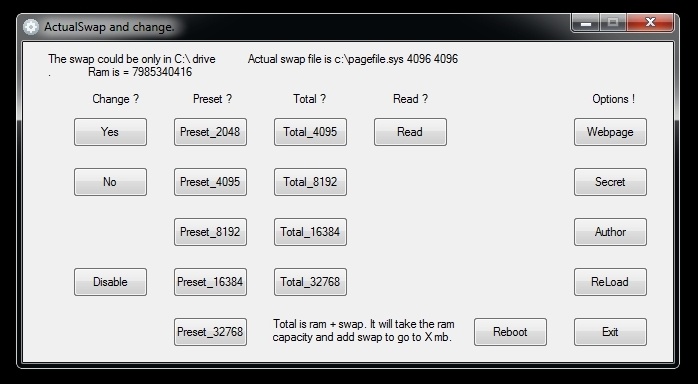 ActualSwap and change.
The swap could be only in C:\ drive Actual swap file is c:\pagefile.sys 4096 4096
. Ram is = 7985340416
Change ? Preset ? Total ? Read ? Options !
Yes Preset_2048 Total_4095 Read Webpage
No Preset_4095 Total_8192 Secret
Preset_8192 Total_16384 Author
Disable Preset_16384 Total_32768 ReLoad
Preset_32768 Total is ram + swap. It will take the ram Reboot Exit
capacity and add swap to go to X mb.